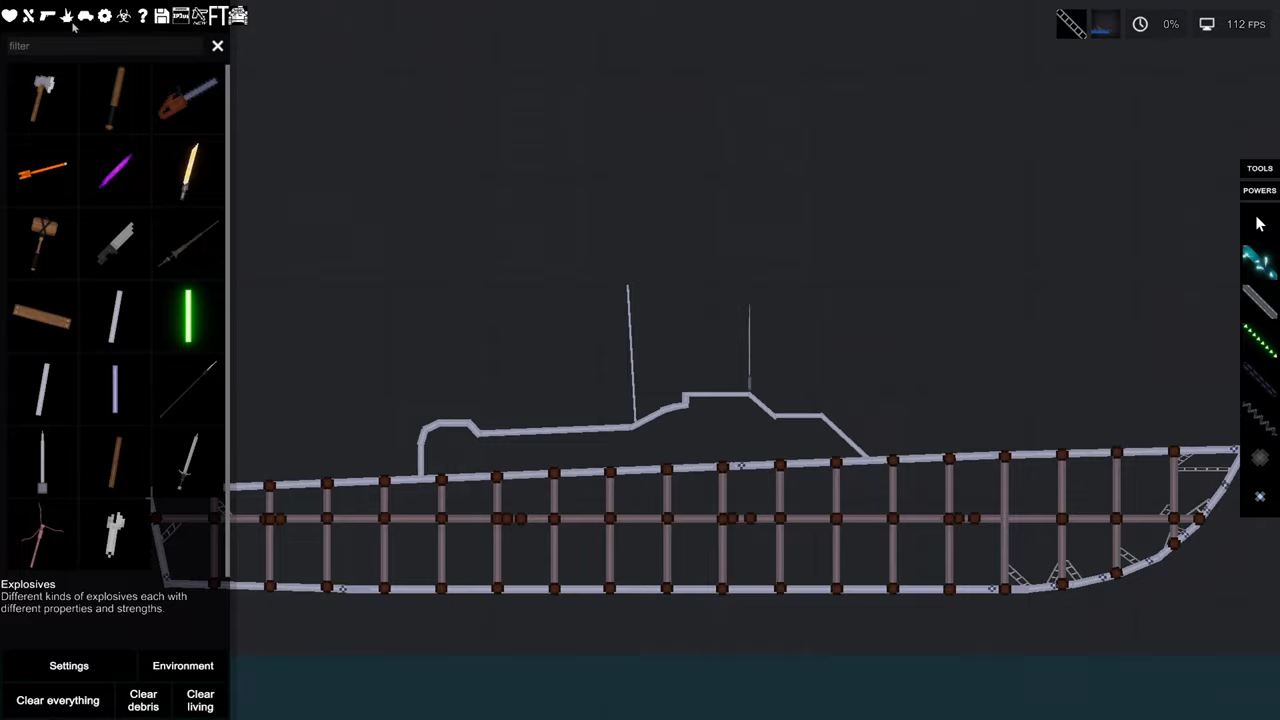 FT
0%
112 FPS
filter
TOOLS
POWERS
Explosives
Different kinds of explosives each with
different properties and strengths.
Settings
Environment
Clear everything
Clear
debris
Clear
living